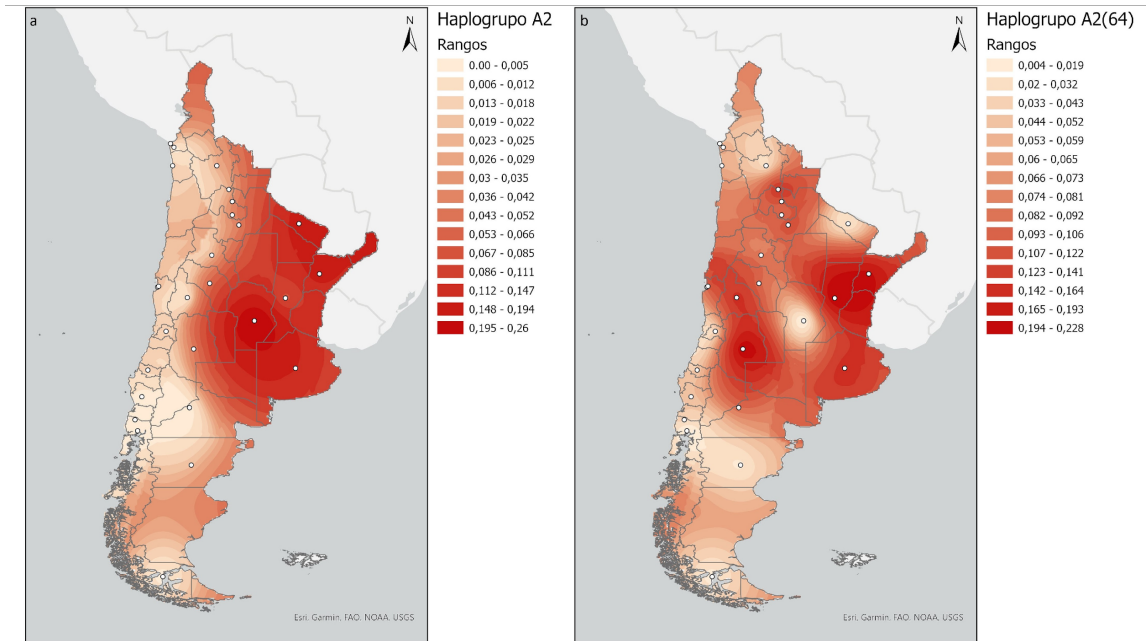 a
N
Haplogrupo A2
Rangos
0.00 - 0,005
0,006 - 0,012
0,013 - 0,018
0,019 - 0,022
0,023 - 0,025
0,026 - 0,029
0,03 - 0,035
0,036 - 0,042
0,043 - 0,052
0,053 - 0,066
0,067 - 0,085
0,086 - 0,111
0,112 - 0,147
0,148 - 0,194
0,195 - 0,26
Esri, Garmin, FAO, NOAA, USGS
b
N
Haplogrupo A2(64)
Rangos
0,004 - 0,019
0,02 - 0,032
0,033 - 0,043
0,044 - 0,052
0,053 - 0,059
0,06 - 0,065
0,066 - 0,073
0,074 - 0,081
0,082 - 0,092
0,093 - 0,106
0,107 - 0,122
0,123 - 0,141
0,142 - 0,164
0,165 - 0,193
0,194 - 0,228
Esri, Garmin, FAO, NOAA, USGS